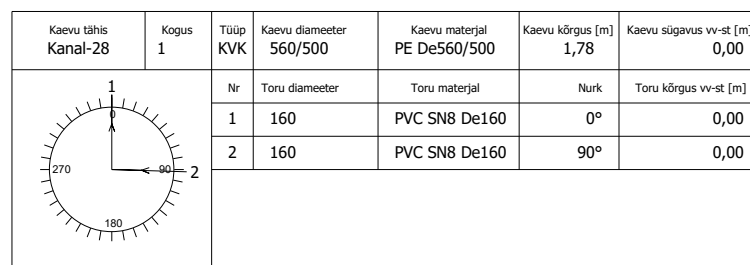 Kaevu tähis Kogus Tüüp Kaevu diameeter Kaevu materjal Kaevu kõrgus [m] Kaevu sügavus vv-st [m]
Kanal-28 1 KVK 560/500 PE De560/500 1,78 0,00
Nr Toru diameeter Toru materjal Nurk Toru kõrgus vv-st [m]
1 160 PVC SN8 De160 0° 0,00
2 160 PVC SN8 De160 90° 0,00
1
0
270 90 2
180